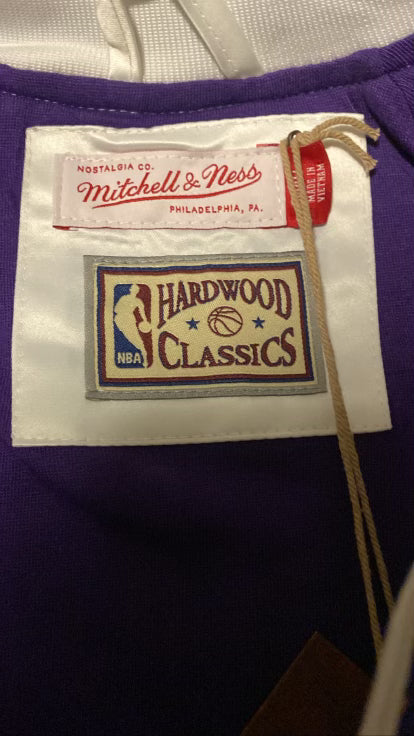 NOSTALGIA CO.
Mitchell & Ness
PHILADELPHIA, PA.
MADE IN
VIETNAM
HARDWOOD
CLASSICS
NBA